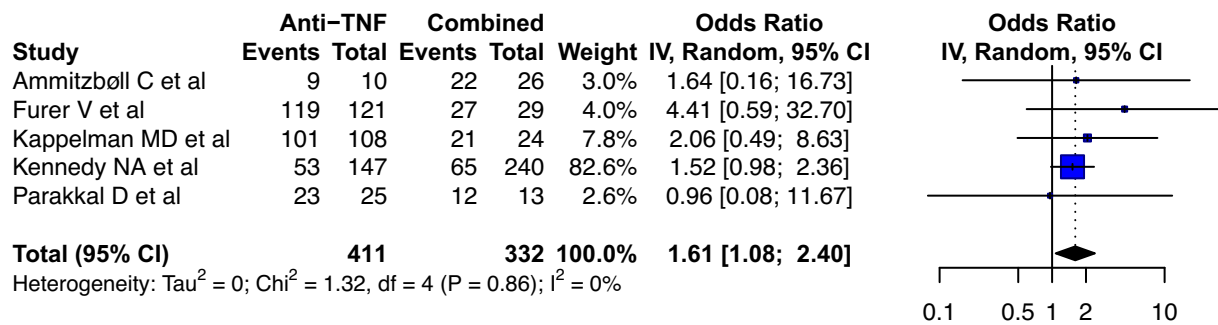 Anti−TNF Combined Odds Ratio Odds Ratio
Study Events Total Events Total Weight IV, Random, 95% CI IV, Random, 95% CI
Ammitzbøll C et al 9 10 22 26 3.0% 1.64 [0.16; 16.73]
Furer V et al 119 121 27 29 4.0% 4.41 [0.59; 32.70]
Kappelman MD et al 101 108 21 24 7.8% 2.06 [0.49; 8.63]
Kennedy NA et al 53 147 65 240 82.6% 1.52 [0.98; 2.36]
Parakkal D et al 23 25 12 13 2.6% 0.96 [0.08; 11.67]
Total (95% CI) 411 332 100.0% 1.61 [1.08; 2.40]
Heterogeneity: Tau² = 0; Chi² = 1.32, df = 4 (P = 0.86); I² = 0%
0.1 0.5 1 2 10